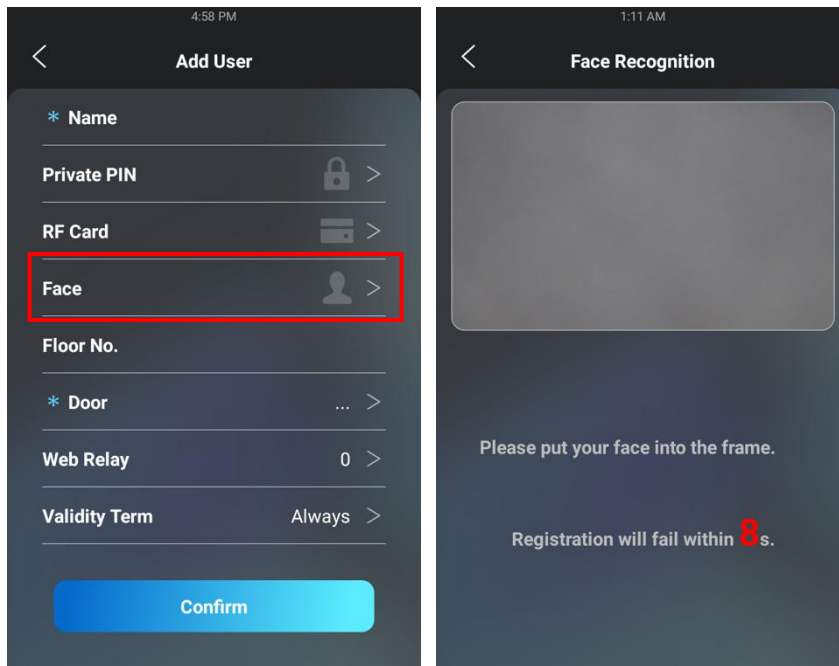 4:58 PM
Add User
* Name
Private PIN
RF Card
Face
Floor No.
* Door ...
Web Relay 0
Validity Term Always
Confirm
1:11 AM
Face Recognition
Please put your face into the frame.
Registration will fail within 8s.